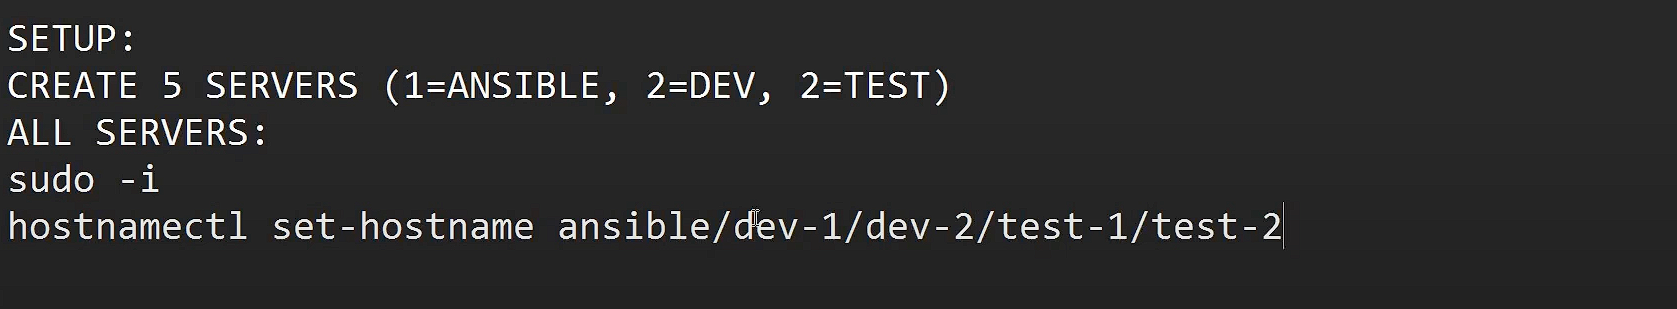 SETUP:
CREATE 5 SERVERS (1=ANSIBLE, 2=DEV, 2=TEST)
ALL SERVERS:
sudo -i
hostnamectl set-hostname ansible/dev-1/dev-2/test-1/test-2